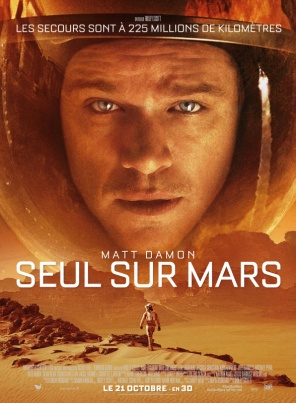 LES SECOURS SONT À 225 MILLIONS DE KILOMÈTRES
MATT DAMON
SEUL SUR MARS
LE 21 OCTOBRE - EN 3D